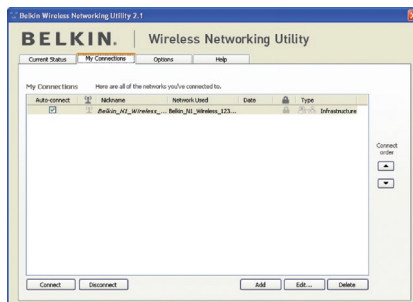 Belkin Wireless Networking Utility 2.1
BELKIN. Wireless Networking Utility
Current Status My Connections Options Help
My Connections Here are all of the networks you've connected to.
Auto-connect Nickname Network Used Date Type
Belkin_N1_Wireless_... Belkin_N1_Wireless_123... Infrastructure
Connect
order
Connect Disconnect Add Edit... Delete